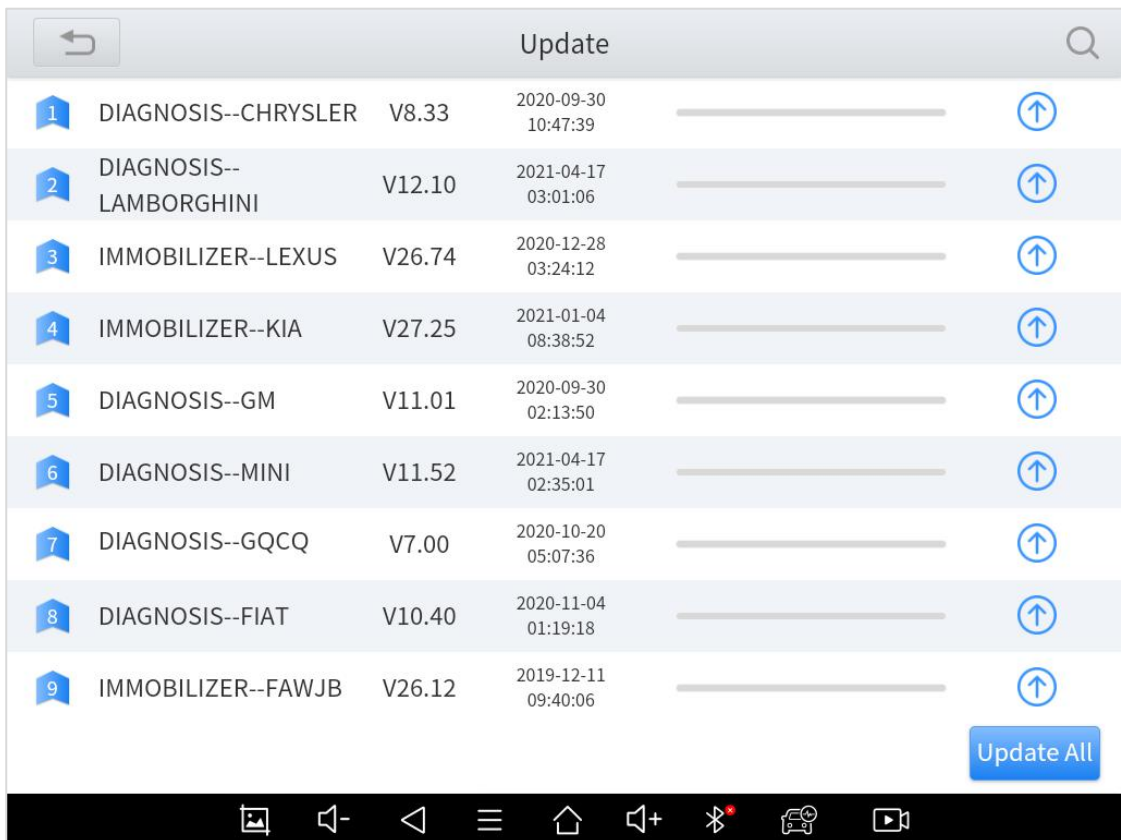 Update
1 DIAGNOSIS--CHRYSLER V8.33 2020-09-30
10:47:39
2 DIAGNOSIS--
LAMBORGHINI V12.10 2021-04-17
03:01:06
3 IMMOBILIZER--LEXUS V26.74 2020-12-28
03:24:12
4 IMMOBILIZER--KIA V27.25 2021-01-04
08:38:52
5 DIAGNOSIS--GM V11.01 2020-09-30
02:13:50
6 DIAGNOSIS--MINI V11.52 2021-04-17
02:35:01
7 DIAGNOSIS--GQCQ V7.00 2020-10-20
05:07:36
8 DIAGNOSIS--FIAT V10.40 2020-11-04
01:19:18
9 IMMOBILIZER--FAWJB V26.12 2019-12-11
09:40:06
Update All